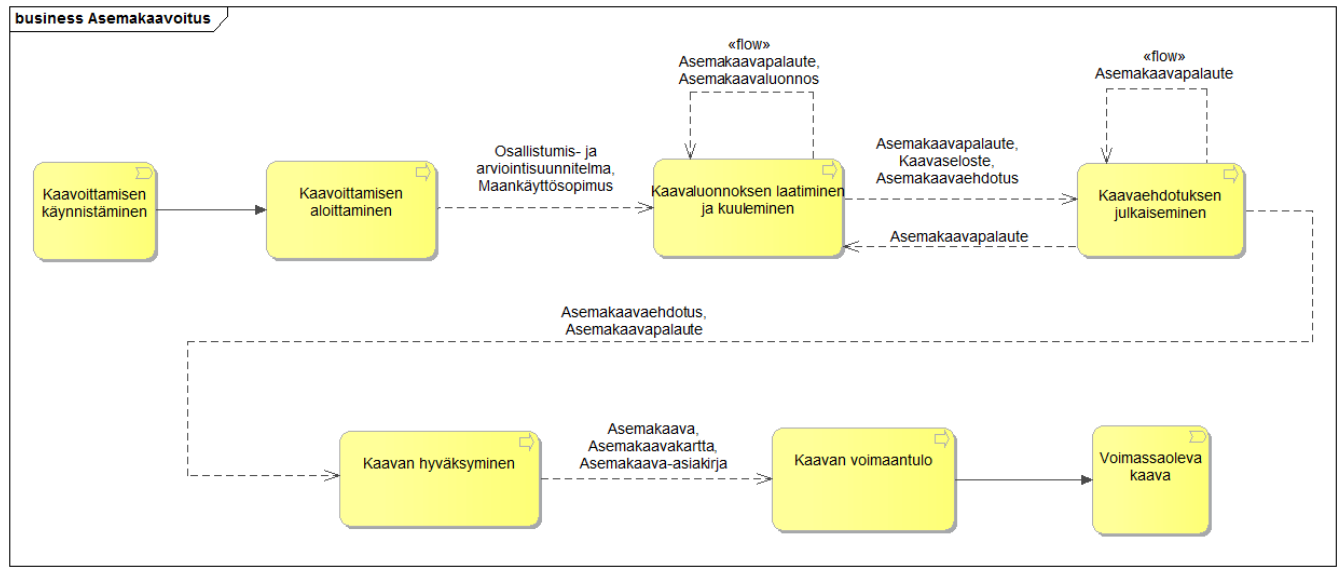 business Asemakaavoitus
«flow»
Asemakaavapalaute,
Asemakaavaluonnos
«flow»
Asemakaavapalaute
Kaavoittamisen
käynnistäminen
Kaavoittamisen
aloittaminen
Osallistumis- ja
arviointisuunnitelma,
Maankäyttösopimus
Kaavaluonnoksen laatiminen
ja kuuleminen
Asemakaavapalaute,
Kaavaseloste,
Asemakaavaehdotus
Asemakaavapalaute
Kaavaehdotuksen
julkaiseminen
Asemakaavaehdotus,
Asemakaavapalaute
Kaavan hyväksyminen
Asemakaava,
Asemakaavakartta,
Asemakaava-asiakirja
Kaavan voimaantulo
Voimassaoleva
kaava